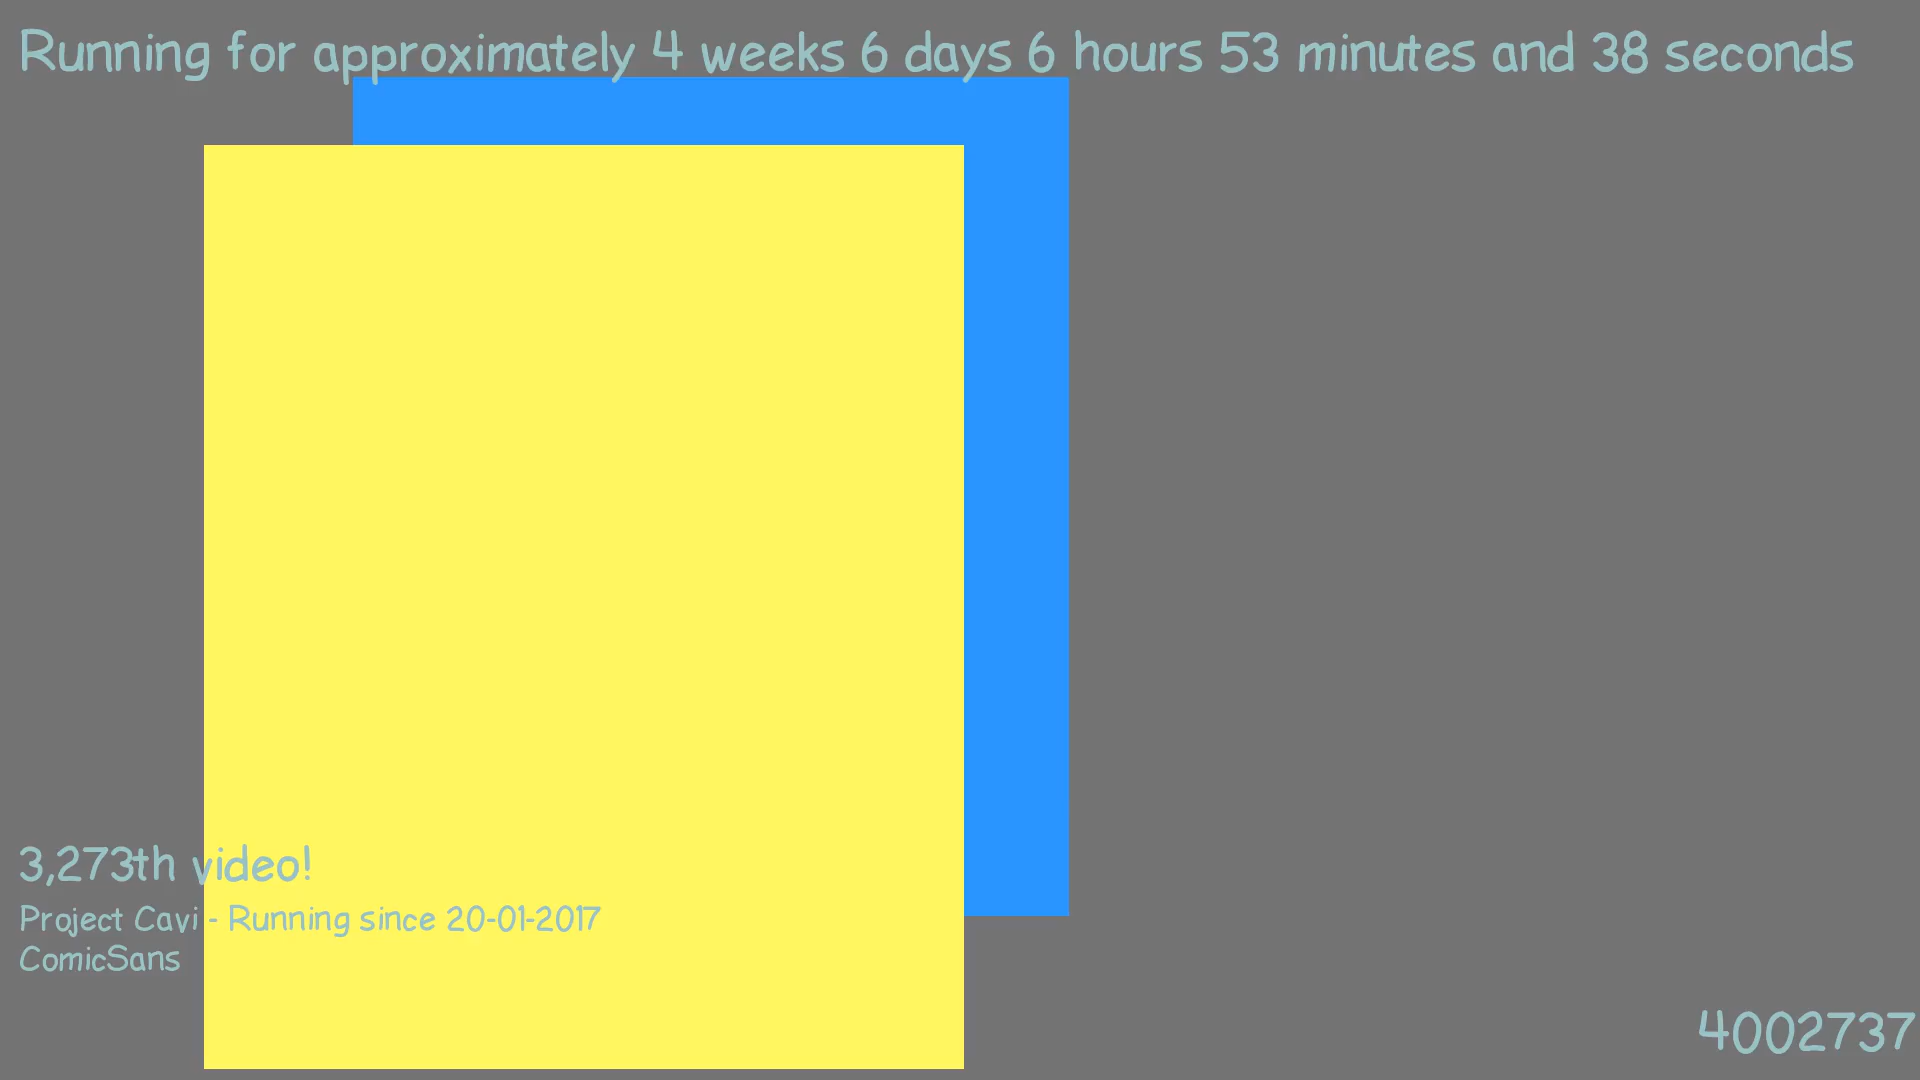 Running for approximately 4 weeks 6 days 6 hours 53 minutes and 38 seconds
3,273th video!
Project Cavi - Running since 20-01-2017
ComicSans
4002737